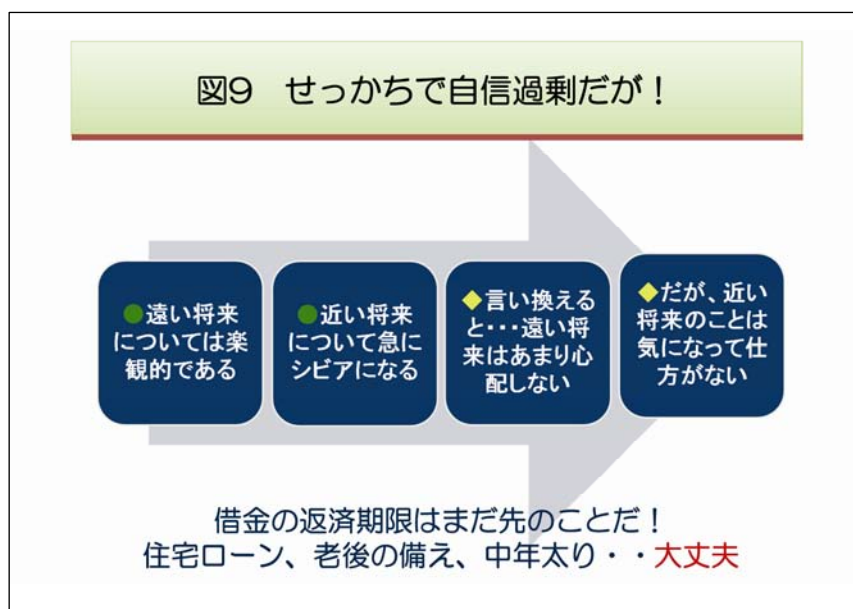 図9　せっかちで自信過剰だが！
●遠い将来
については楽
観的である
●近い将来
について急に
シビアになる
◆言い換える
と・・・遠い将
来はあまり心
配しない
◆だが、近い
将来のことは
気になって仕
方がない
借金の返済期限はまだ先のことだ！
住宅ローン、老後の備え、中年太り・・大丈夫